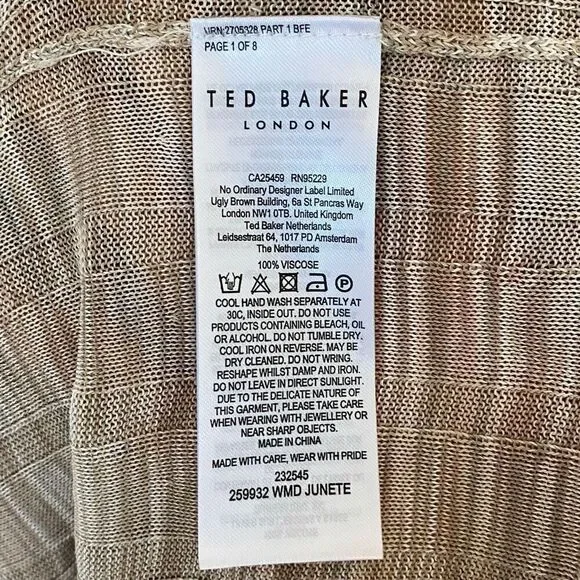 URN:2705328 PART 1 BFE
PAGE 1 OF 8
TED BAKER
LONDON
CA25459 RN95229
No Ordinary Designer Label Limited
Ugly Brown Building, 6a St Pancras Way
London NW1 0TB. United Kingdom
Ted Baker Netherlands
Leidsestraat 64, 1017 PD Amsterdam
The Netherlands
100% VISCOSE
COOL HAND WASH SEPARATELY AT
30C, INSIDE OUT. DO NOT USE
PRODUCTS CONTAINING BLEACH, OIL
OR ALCOHOL. DO NOT TUMBLE DRY.
COOL IRON ON REVERSE. MAY BE
DRY CLEANED. DO NOT WRING.
RESHAPE WHILST DAMP AND IRON.
DO NOT LEAVE IN DIRECT SUNLIGHT.
DUE TO THE DELICATE NATURE OF
THIS GARMENT, PLEASE TAKE CARE
WHEN WEARING WITH JEWELLERY OR
NEAR SHARP OBJECTS.
MADE IN CHINA
MADE WITH CARE, WEAR WITH PRIDE
232545
259932 WMD JUNETE